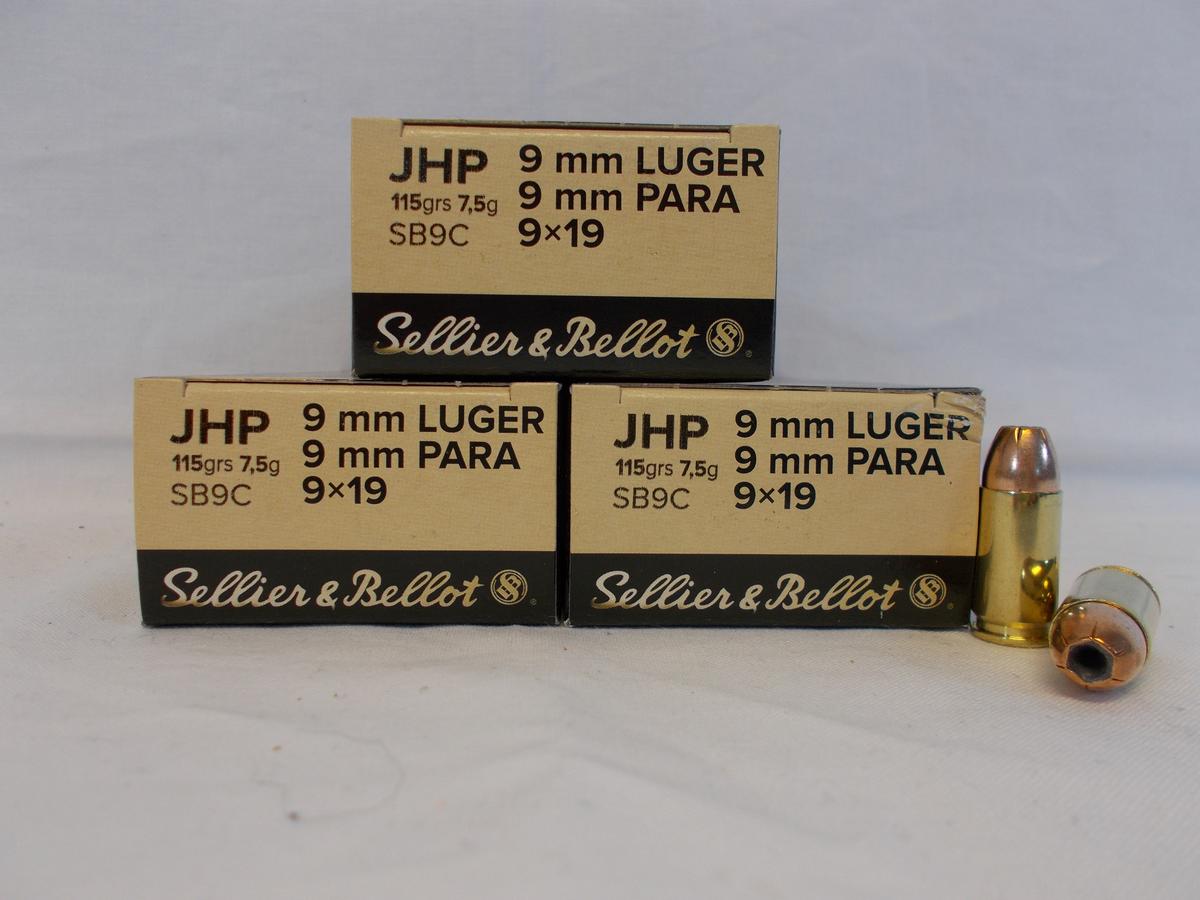 JHP 9 mm LUGER
115grs 7,5g 9 mm PARA
SB9C 9×19
Sellier & Bellot
JHP 9 mm LUGER
115grs 7,5g 9 mm PARA
SB9C 9×19
Sellier & Bellot
JHP 9 mm LUGER
115grs 7,5g 9 mm PARA
SB9C 9×19
Sellier & Bellot